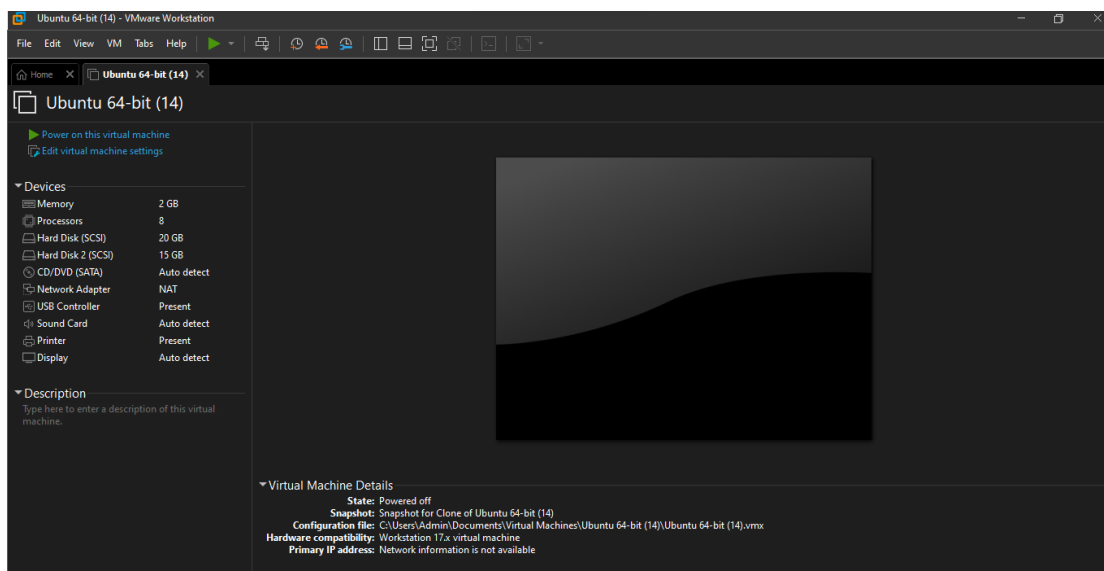 Ubuntu 64-bit (14) - VMware Workstation
File Edit View VM Tabs Help
Home Ubuntu 64-bit (14)
Ubuntu 64-bit (14)
Power on this virtual machine
Edit virtual machine settings
Devices
Memory 2 GB
Processors 8
Hard Disk (SCSI) 20 GB
Hard Disk 2 (SCSI) 15 GB
CD/DVD (SATA) Auto detect
Network Adapter NAT
USB Controller Present
Sound Card Auto detect
Printer Present
Display Auto detect
Description
Type here to enter a description of this virtual
machine.
Virtual Machine Details
State: Powered off
Snapshot: Snapshot for Clone of Ubuntu 64-bit (14)
Configuration file: C:\Users\Admin\Documents\Virtual Machines\Ubuntu 64-bit (14)\Ubuntu 64-bit (14).vmx
Hardware compatibility: Workstation 17.x virtual machine
Primary IP address: Network information is not available